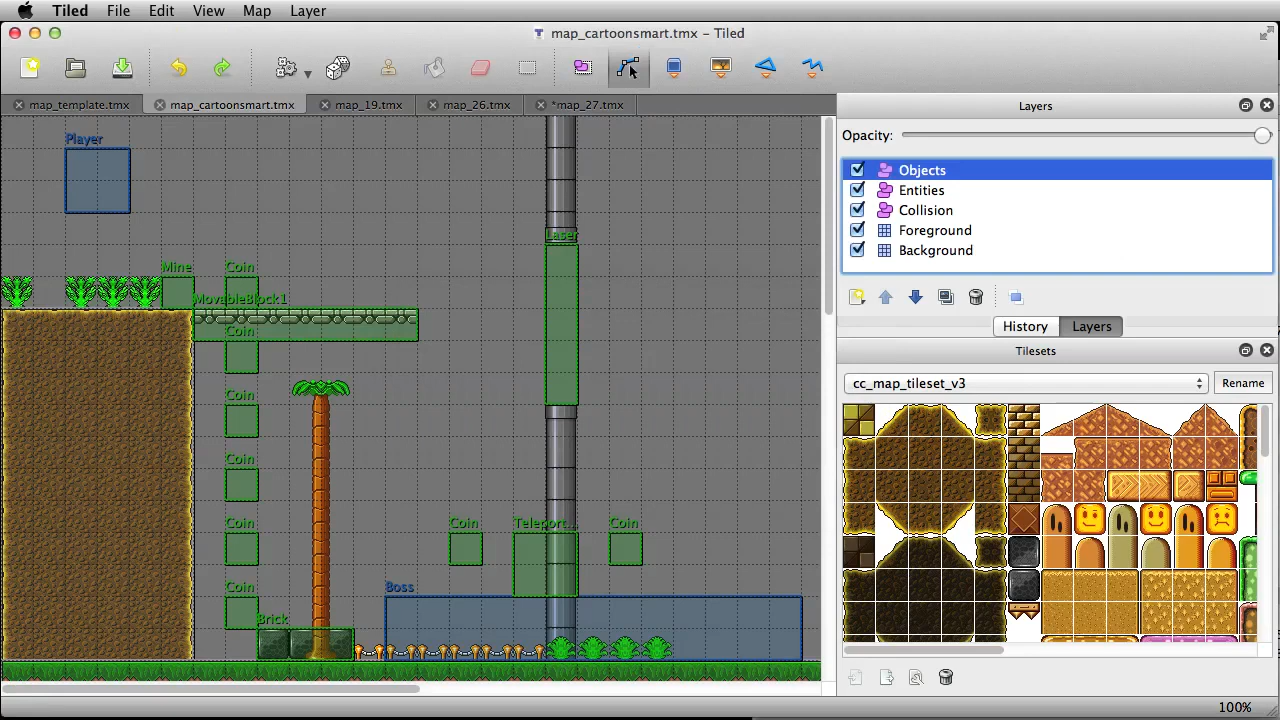 Tiled File Edit View Map Layer
map_cartoonsmart.tmx – Tiled
map_template.tmx map_cartoonsmart.tmx map_19.tmx map_26.tmx *map_27.tmx
Layers
Opacity:
Objects
Entities
Collision
Foreground
Background
History Layers
Tilesets
cc_map_tileset_v3 Rename
Player
Laser
Mine Coin
MovableBlock1
Coin
Coin
Coin
Coin Coin Teleport... Coin
Coin Boss
Brick
100%